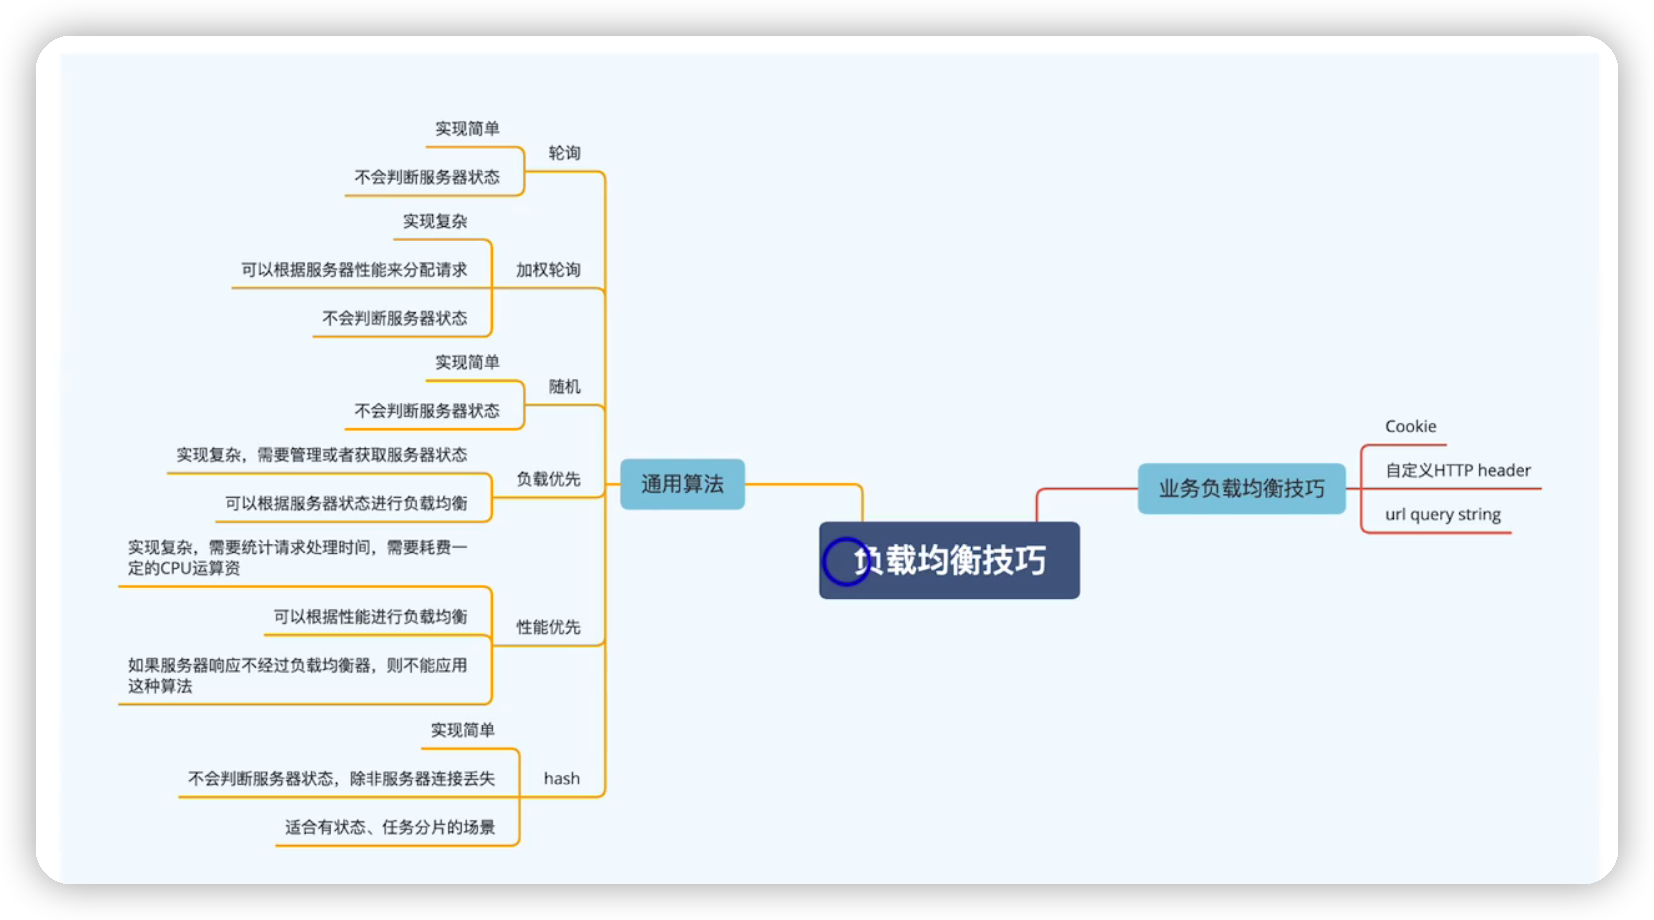 负载均衡技巧
通用算法
轮询
实现简单
不会判断服务器状态
加权轮询
实现复杂
可以根据服务器性能来分配请求
不会判断服务器状态
随机
实现简单
不会判断服务器状态
负载优先
实现复杂，需要管理或者获取服务器状态
可以根据服务器状态进行负载均衡
性能优先
实现复杂，需要统计请求处理时间，需要耗费一
定的CPU运算资
可以根据性能进行负载均衡
如果服务器响应不经过负载均衡器，则不能应用
这种算法
hash
实现简单
不会判断服务器状态，除非服务器连接丢失
适合有状态、任务分片的场景
业务负载均衡技巧
Cookie
自定义HTTP header
url query string